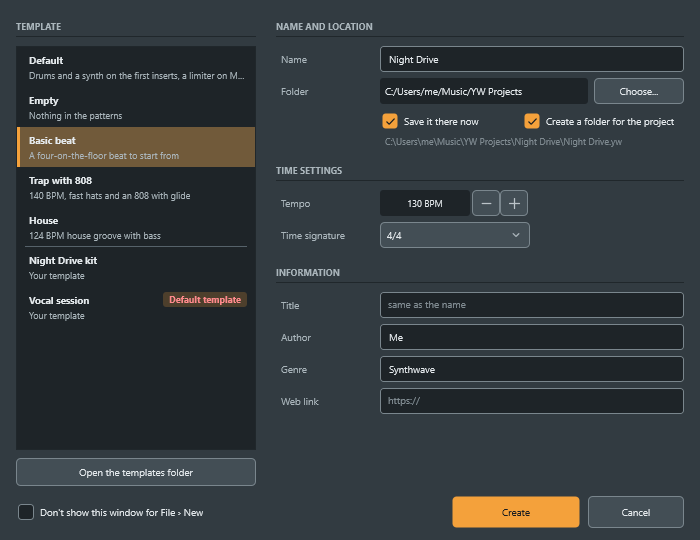 TEMPLATE
Default
Drums and a synth on the first inserts, a limiter on M...
Empty
Nothing in the patterns
Basic beat
A four-on-the-floor beat to start from
Trap with 808
140 BPM, fast hats and an 808 with glide
House
124 BPM house groove with bass
Night Drive kit
Your template
Vocal session
Default template
Your template
Open the templates folder
Don't show this window for File › New
NAME AND LOCATION
Name
Night Drive
Folder
C:/Users/me/Music/YW Projects
Choose...
Save it there now
Create a folder for the project
C:\Users\me\Music\YW Projects\Night Drive\Night Drive.yw
TIME SETTINGS
Tempo
130 BPM
Time signature
4/4
INFORMATION
Title
same as the name
Author
Me
Genre
Synthwave
Web link
https://
Create
Cancel